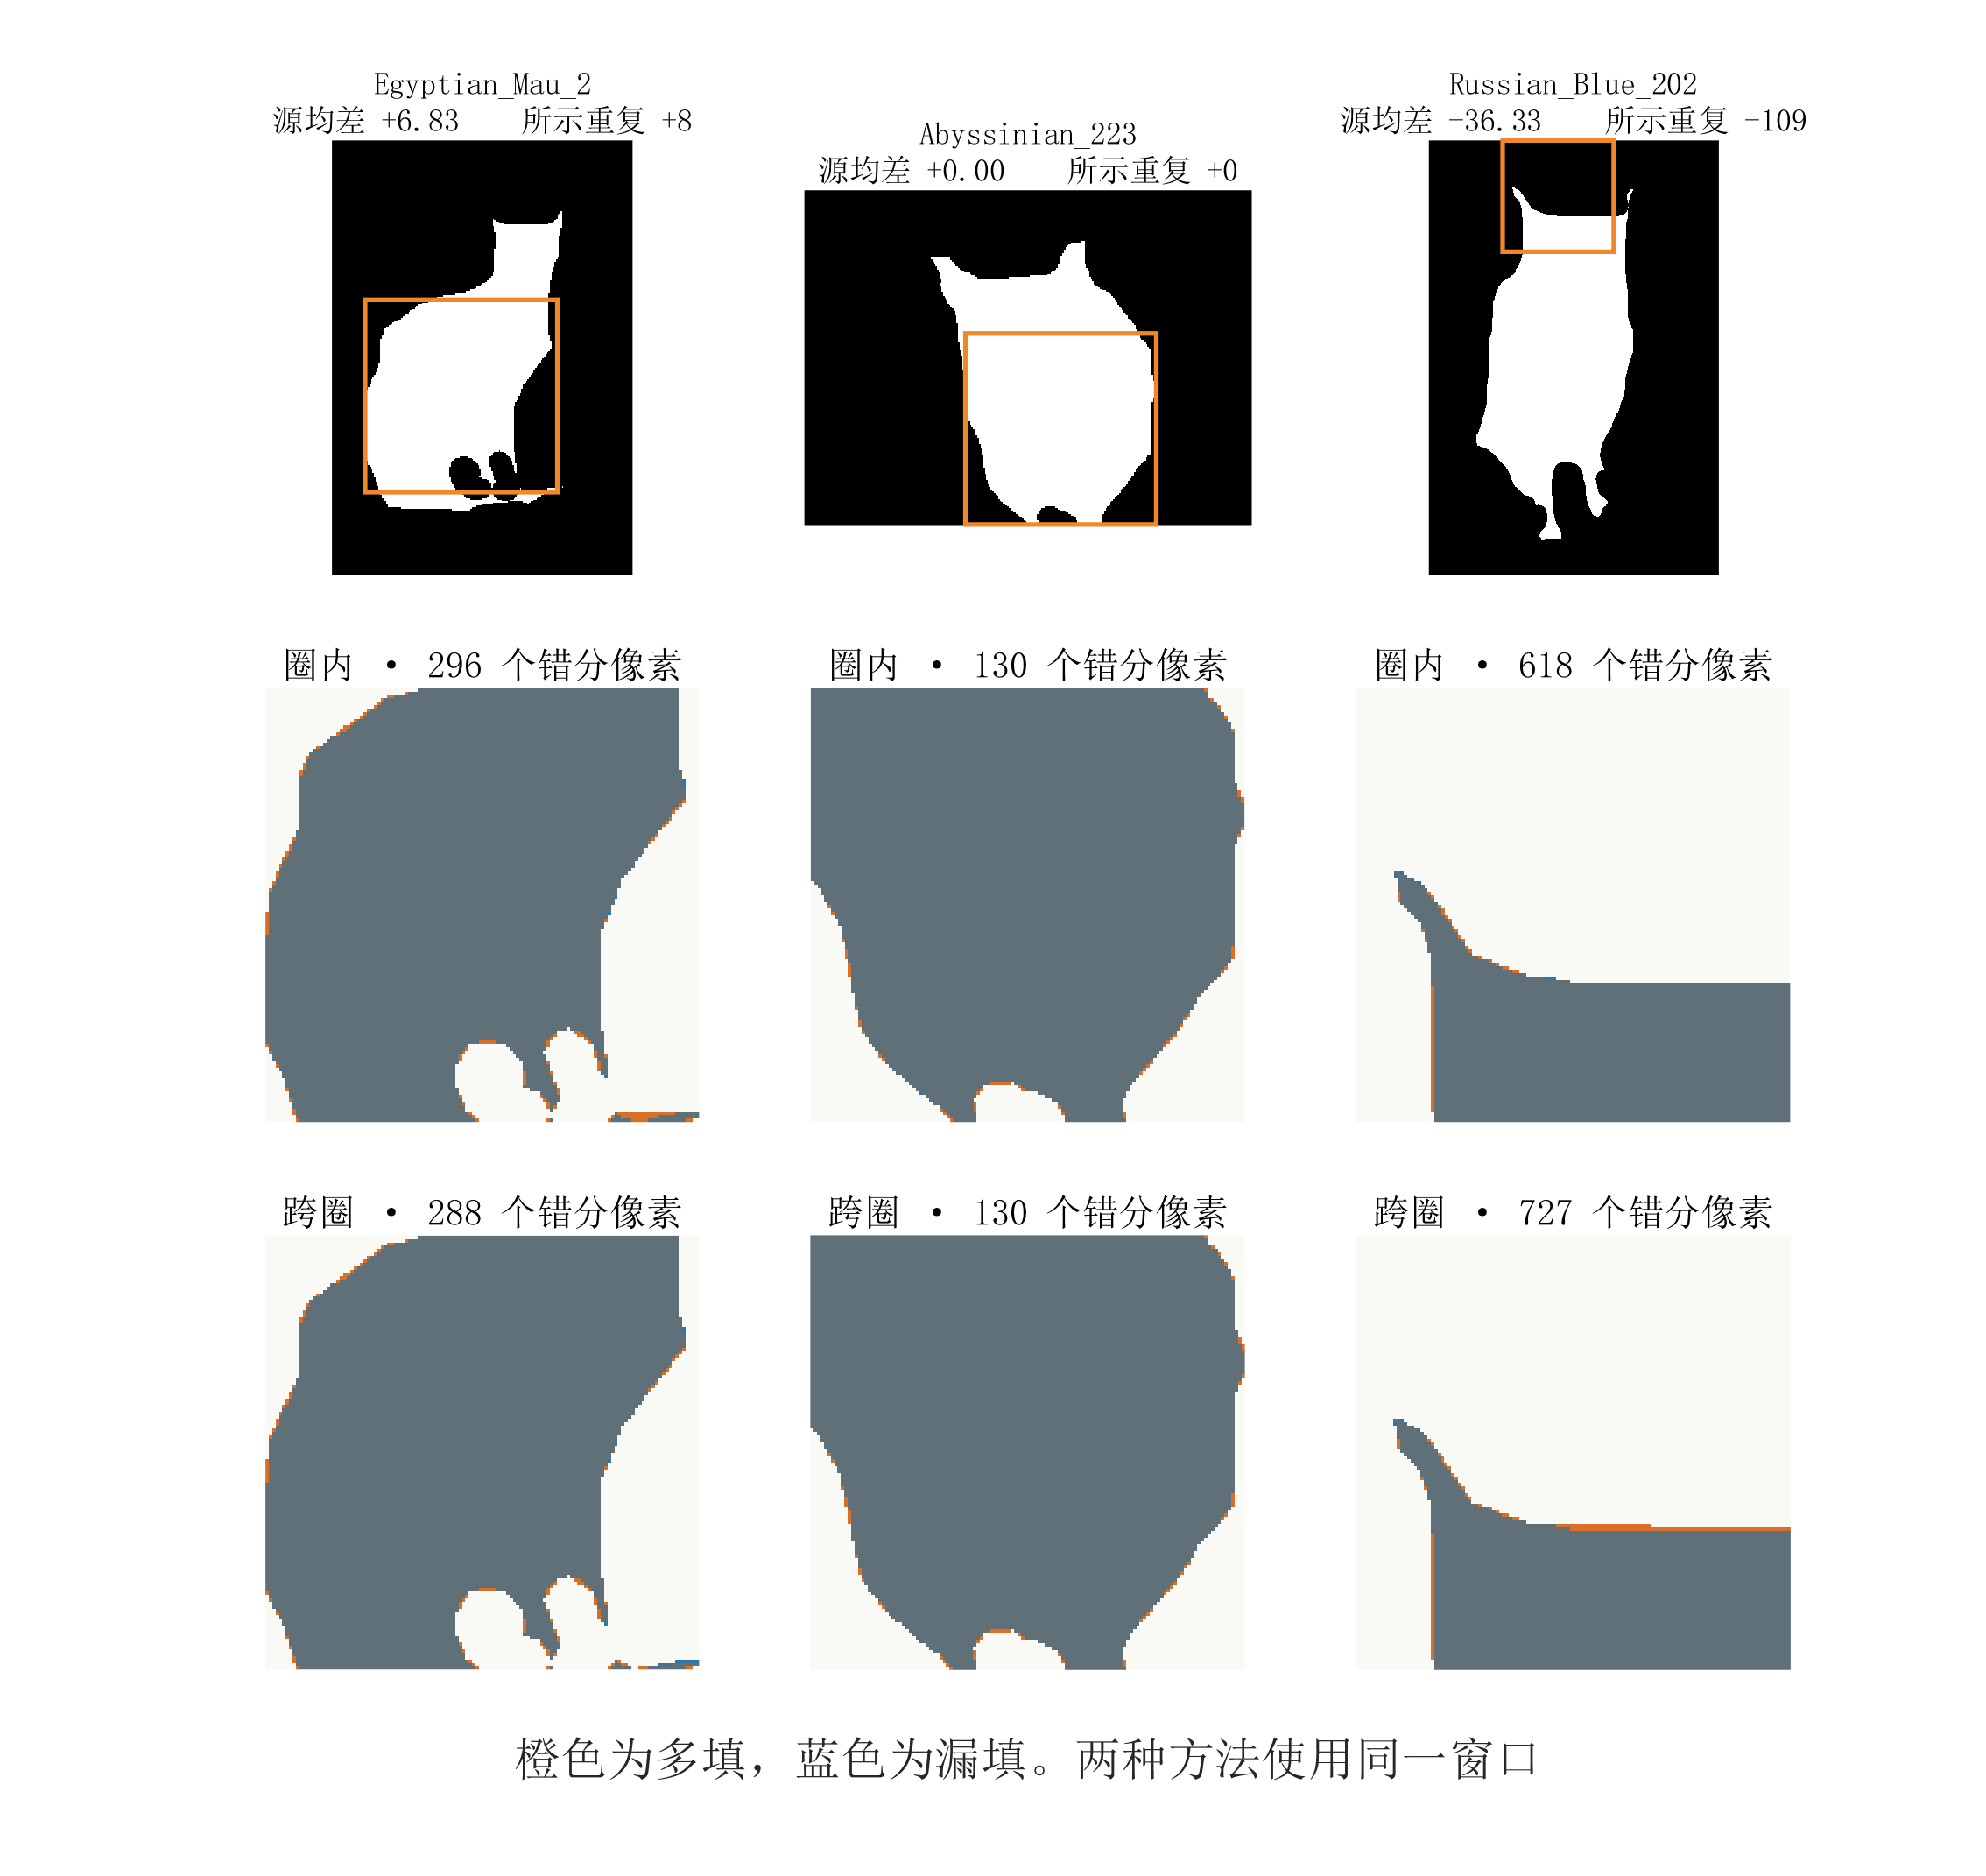 Egyptian_Mau_2
源均差 +6.83 所示重复 +8
Abyssinian_223
源均差 +0.00 所示重复 +0
Russian_Blue_202
源均差 -36.33 所示重复 -109
圈内 · 296 个错分像素
圈内 · 130 个错分像素
圈内 · 618 个错分像素
跨圈 · 288 个错分像素
跨圈 · 130 个错分像素
跨圈 · 727 个错分像素
橙色为多填，蓝色为漏填。两种方法使用同一窗口